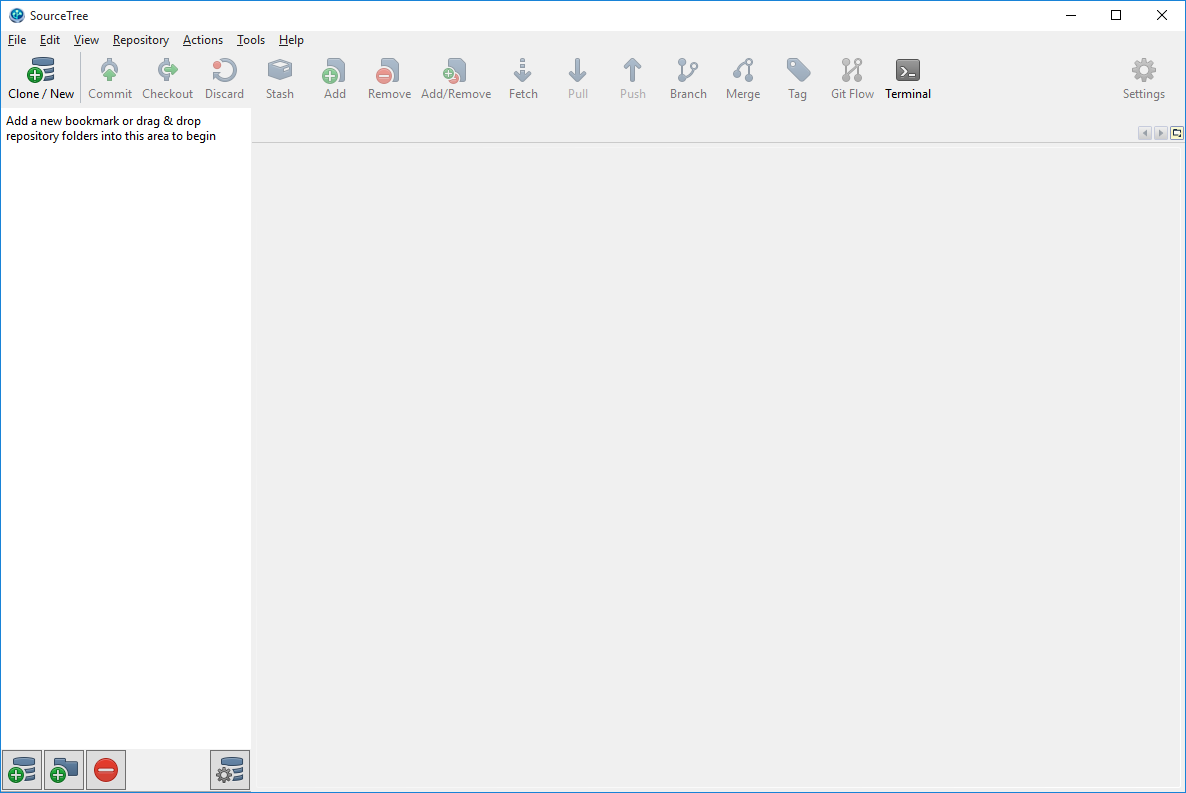 SourceTree
File Edit View Repository Actions Tools Help
Clone / New Commit Checkout Discard Stash Add Remove Add/Remove Fetch Pull Push Branch Merge Tag Git Flow Terminal Settings
Add a new bookmark or drag & drop
repository folders into this area to begin